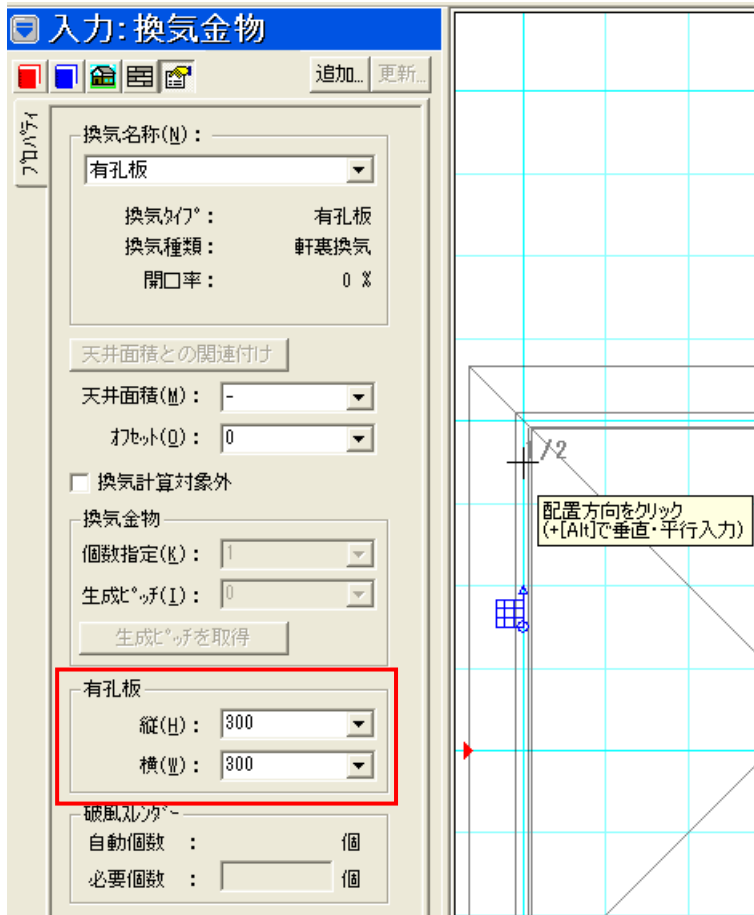 入力:換気金物
追加... 更新...
プロパティ
換気名称(N):
有孔板
換気タイプ: 有孔板
換気種類: 軒裏換気
開口率: 0 %
天井面積との関連付け
天井面積(M): -
オフセット(O): 0
換気計算対象外
換気金物
個数指定(K): 1
生成ピッチ(I): 0
生成ピッチを取得
有孔板
縦(H): 300
横(W): 300
破風スレンダー
自動個数 : 個
必要個数 : 個
1/2
配置方向をクリック
(+[Alt]で垂直・平行入力)